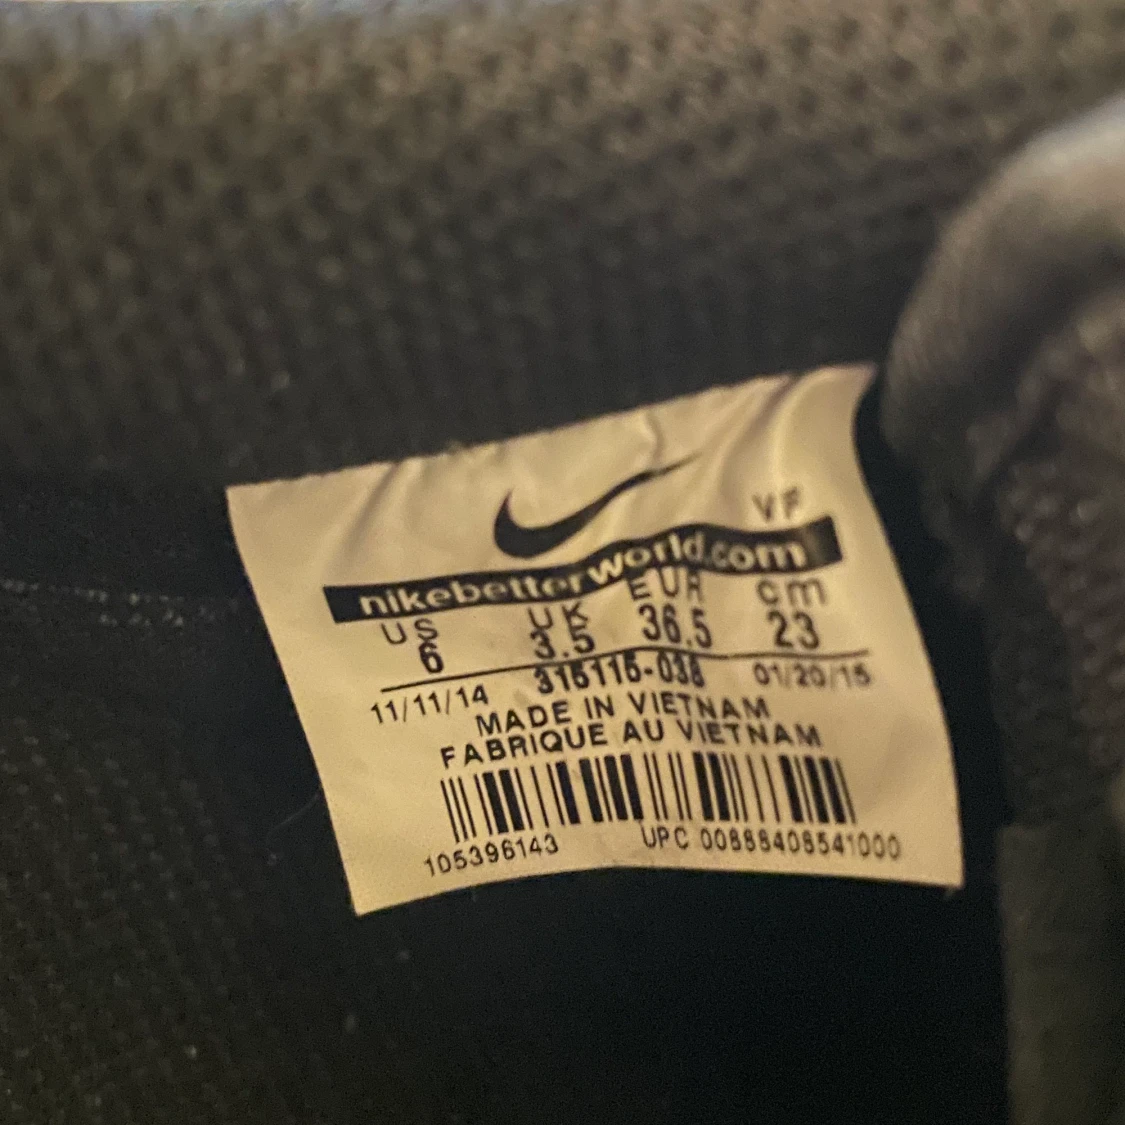 VF
nikebetterworld.com
US UK EUR cm
6 3.5 36.5 23
11/11/14 315115-038 01/20/15
MADE IN VIETNAM
FABRIQUE AU VIETNAM
105396143 UPC 00888408541000